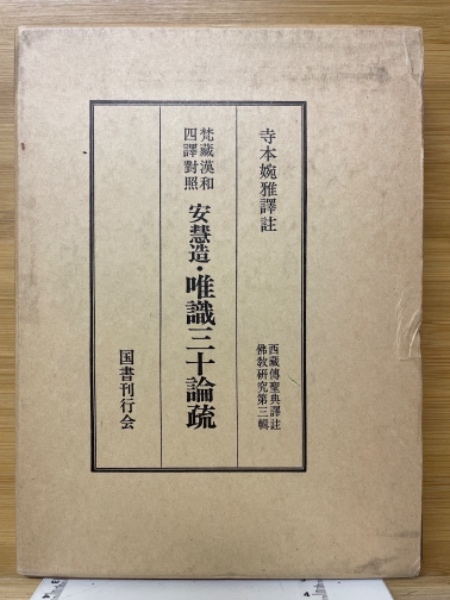 寺本婉雅譯註
西藏傳聖典譯註
佛教研究第三輯
梵藏漢和
四譯對照
安慧造・唯識三十論疏
国書刊行会